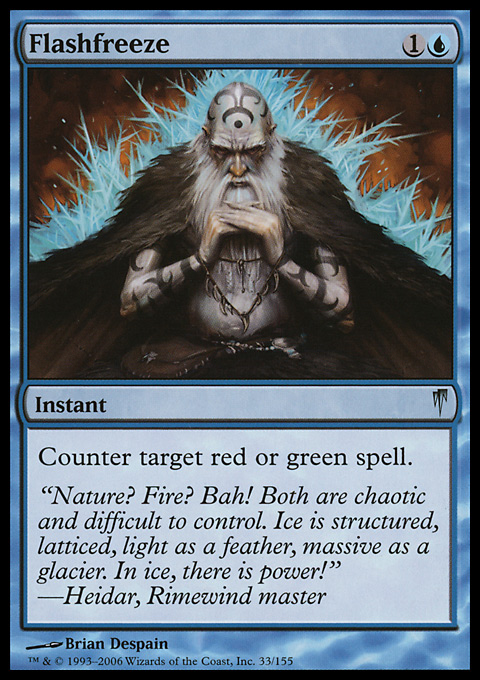 Flashfreeze 1
Instant
Counter target red or green spell.
“Nature? Fire? Bah! Both are chaotic
and difficult to control. Ice is structured,
latticed, light as a feather, massive as a
glacier. In ice, there is power!”
—Heidar, Rimewind master
Brian Despain
™ & © 1993–2006 Wizards of the Coast, Inc. 33/155